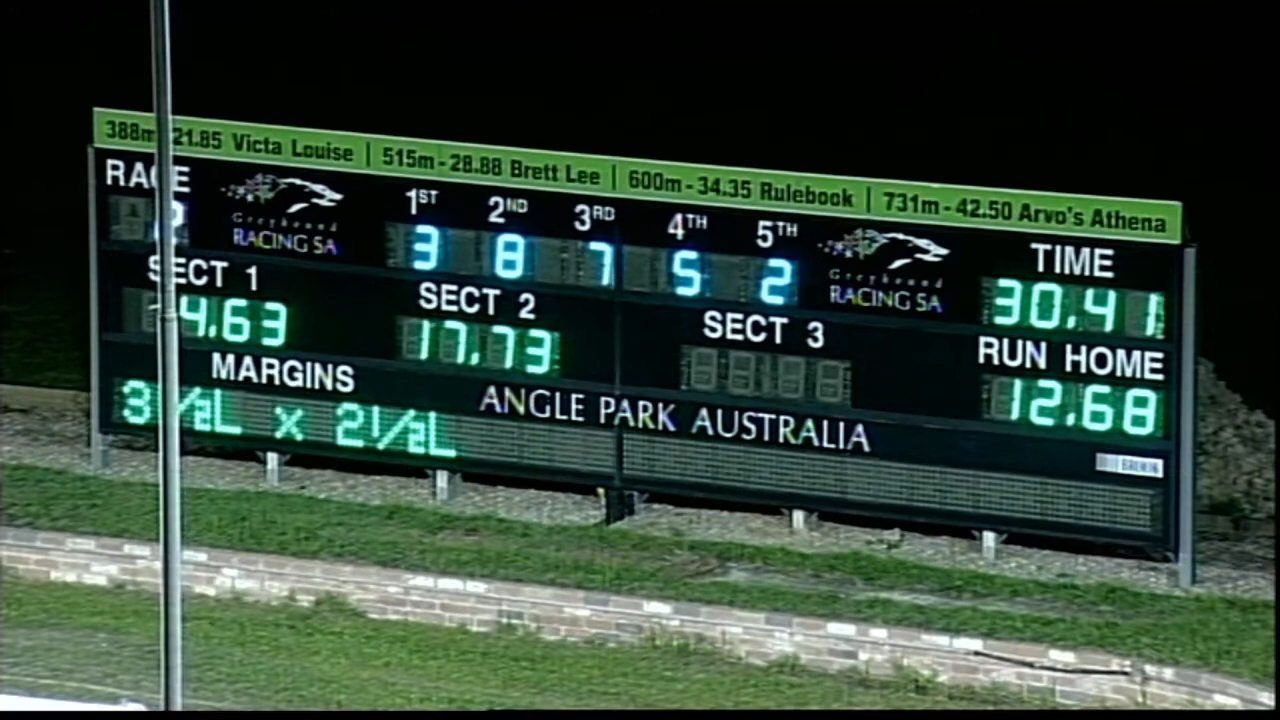 388m - 21.85 Victa Louise | 515m - 28.88 Brett Lee | 600m - 34.35 Rulebook | 731m - 42.50 Arvo's Athena
RACE 1ST 2ND 3RD 4TH 5TH TIME
Greyhound RACING SA 3 8 7 5 2 Greyhound RACING SA 30.41
SECT 1 SECT 2 SECT 3 RUN HOME
4.63 17.73 12.68
MARGINS ANGLE PARK AUSTRALIA
3 1/2L x 2 1/2L